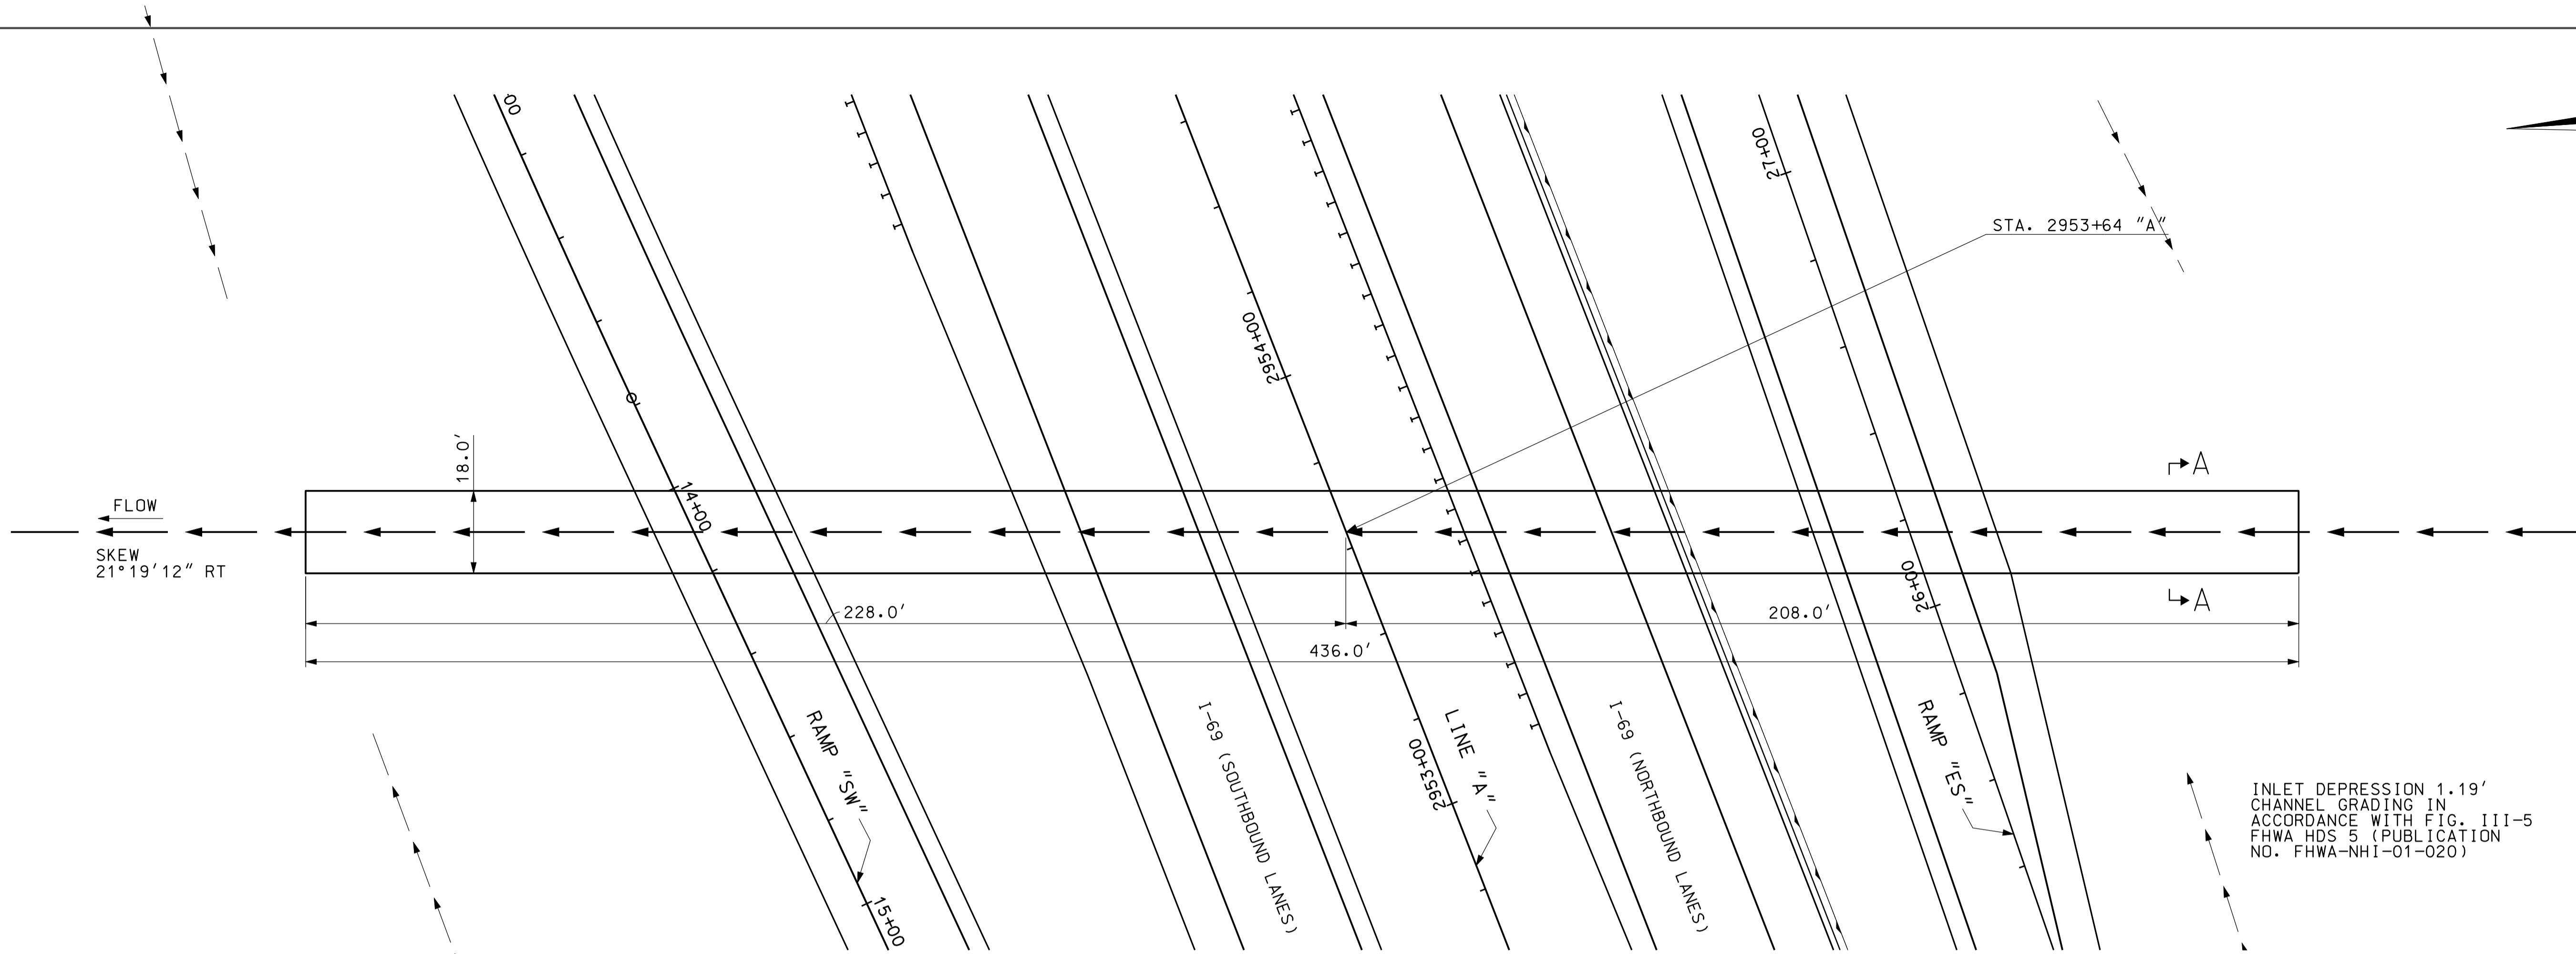 00
27+00
STA. 2953+64 "A"
2954+00
18.0'
A
14+00
FLOW
SKEW
21°19'12" RT
26+00
A
228.0'
208.0'
436.0'
RAMP "SW"
I-69 (SOUTHBOUND LANES)
LINE "A"
2953+00
I-69 (NORTHBOUND LANES)
RAMP "ES"
INLET DEPRESSION 1.19'
CHANNEL GRADING IN
ACCORDANCE WITH FIG. III-5
FHWA HDS 5 (PUBLICATION
NO. FHWA-NHI-01-020)
15+00